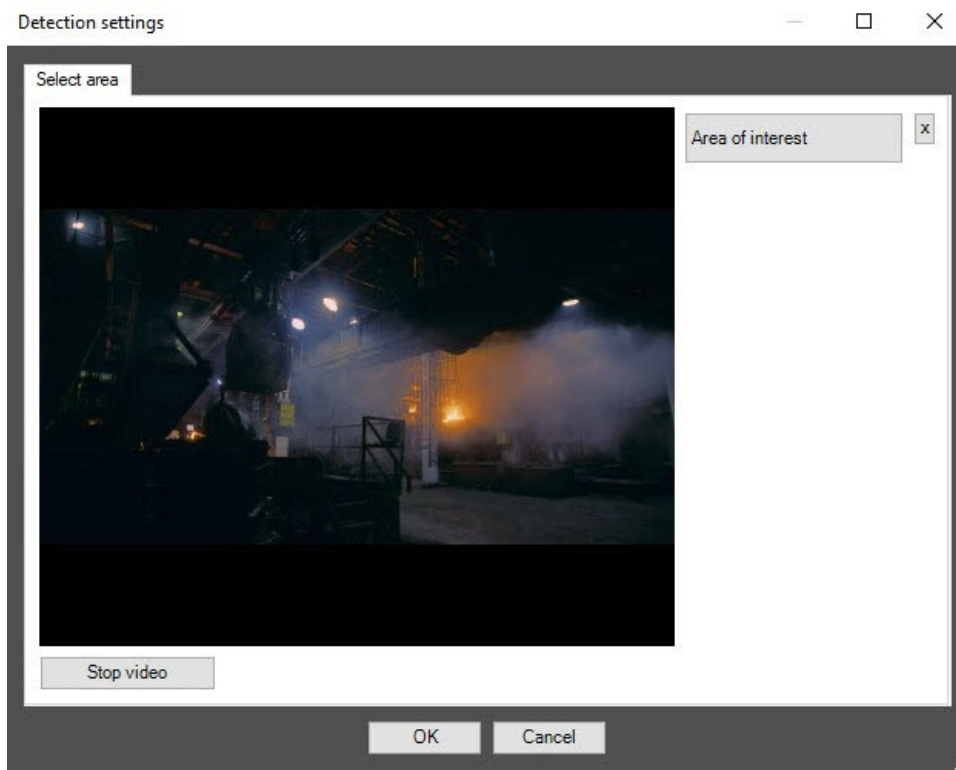 Detection settings
Select area
Area of interest
x
Stop video
OK
Cancel